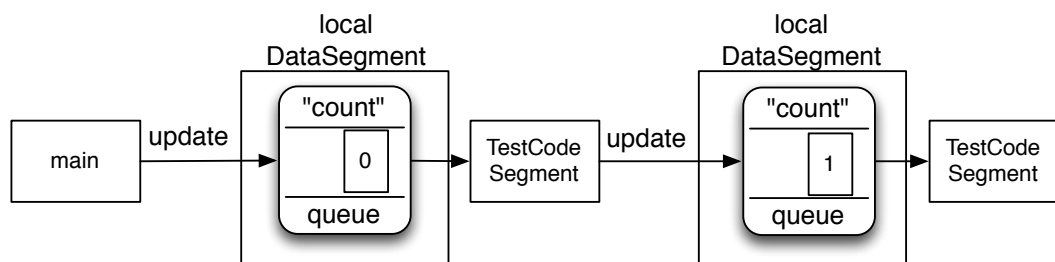 local
DataSegment
"count"
0
queue
main
update
TestCode
Segment
update
local
DataSegment
"count"
1
queue
TestCode
Segment